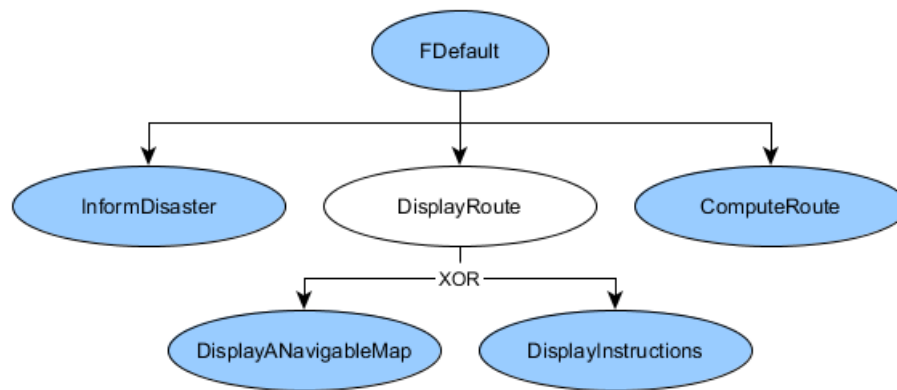 FDefault
InformDisaster
DisplayRoute
ComputeRoute
XOR
DisplayANavigableMap
DisplayInstructions